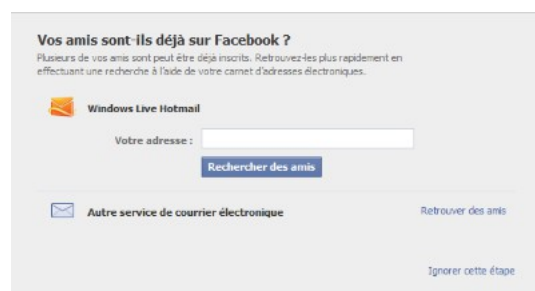 Vos amis sont-ils déjà sur Facebook ?
Plusieurs de vos amis sont peut être déjà inscrits. Retrouvez-les plus rapidement en
effectuant une recherche à l'aide de votre carnet d'adresses électroniques.
Windows Live Hotmail
Votre adresse :
Rechercher des amis
Autre service de courrier électronique
Retrouver des amis
Ignorer cette étape